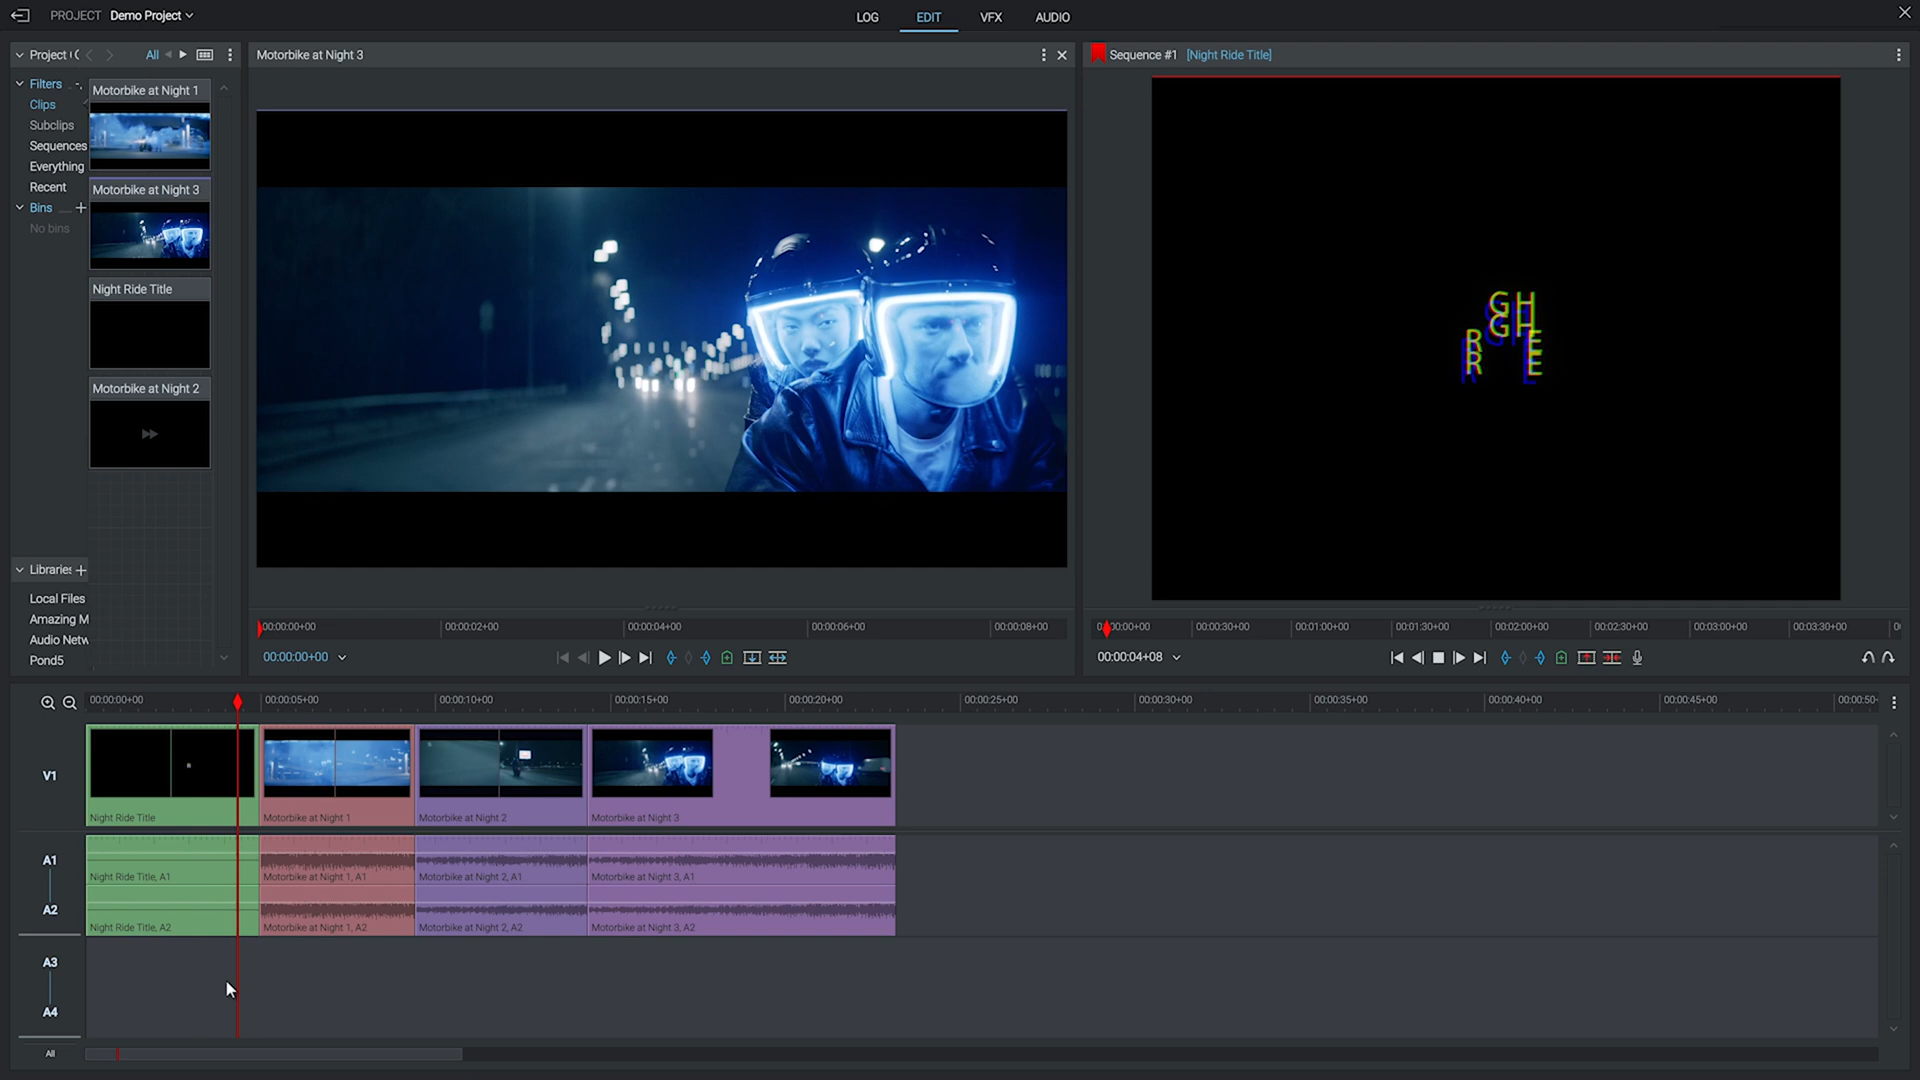 PROJECT Demo Project
LOG EDIT VFX AUDIO
Project (
All
Filters
Clips
Subclips
Sequences
Everything
Recent
Bins
No bins
Motorbike at Night 1
Motorbike at Night 3
Night Ride Title
Motorbike at Night 2
Libraries
Local Files
Amazing M
Audio Netw
Pond5
Motorbike at Night 3
00:00:00+00 00:00:02+00 00:00:04+00 00:00:06+00 00:00:08+00
00:00:00+00
Sequence #1 [Night Ride Title]
G H
G H
R E
R E
00:00:30+00 00:01:00+00 00:01:30+00 00:02:00+00 00:02:30+00 00:03:00+00 00:03:30+00
00:00:04+08
00:00:00+00 00:00:05+00 00:00:10+00 00:00:15+00 00:00:20+00 00:00:25+00 00:00:30+00 00:00:35+00 00:00:40+00 00:00:45+00 00:00:50+
V1
Night Ride Title Motorbike at Night 1 Motorbike at Night 2 Motorbike at Night 3
A1
Night Ride Title, A1 Motorbike at Night 1, A1 Motorbike at Night 2, A1 Motorbike at Night 3, A1
A2
Night Ride Title, A2 Motorbike at Night 1, A2 Motorbike at Night 2, A2 Motorbike at Night 3, A2
A3
A4
All